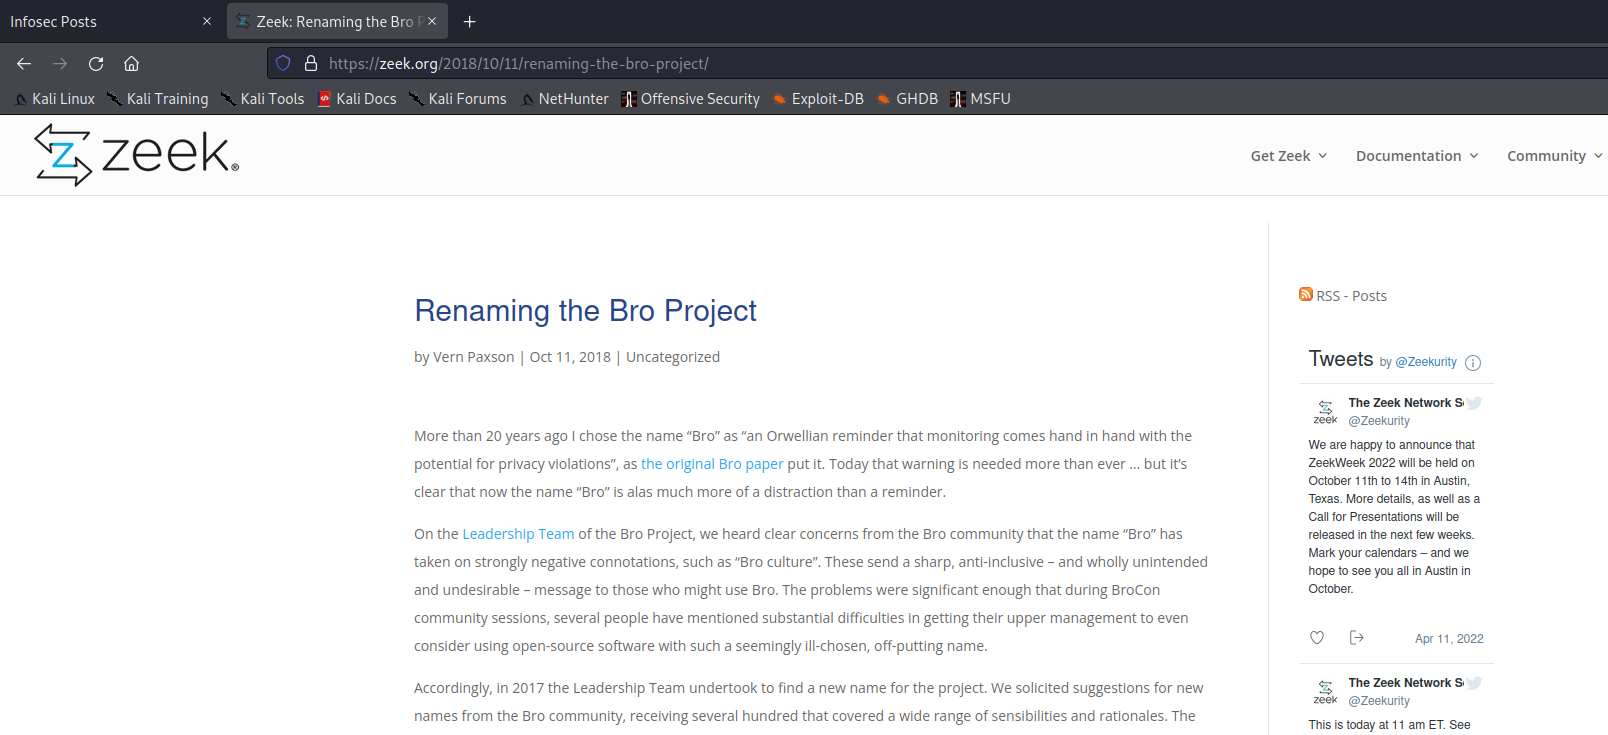 Infosec Posts
Zeek: Renaming the Bro P
https://zeek.org/2018/10/11/renaming-the-bro-project/
Kali Linux Kali Training Kali Tools Kali Docs Kali Forums NetHunter Offensive Security Exploit-DB GHDB MSFU
zeek®
Get Zeek Documentation Community
Renaming the Bro Project
by Vern Paxson | Oct 11, 2018 | Uncategorized
More than 20 years ago I chose the name “Bro” as “an Orwellian reminder that monitoring comes hand in hand with the
potential for privacy violations”, as the original Bro paper put it. Today that warning is needed more than ever … but it’s
clear that now the name “Bro” is alas much more of a distraction than a reminder.
On the Leadership Team of the Bro Project, we heard clear concerns from the Bro community that the name “Bro” has
taken on strongly negative connotations, such as “Bro culture”. These send a sharp, anti-inclusive – and wholly unintended
and undesirable – message to those who might use Bro. The problems were significant enough that during BroCon
community sessions, several people have mentioned substantial difficulties in getting their upper management to even
consider using open-source software with such a seemingly ill-chosen, off-putting name.
Accordingly, in 2017 the Leadership Team undertook to find a new name for the project. We solicited suggestions for new
names from the Bro community, receiving several hundred that covered a wide range of sensibilities and rationales. The
RSS - Posts
Tweets by @Zeekurity
zeek
The Zeek Network S
@Zeekurity
We are happy to announce that
ZeekWeek 2022 will be held on
October 11th to 14th in Austin,
Texas. More details, as well as a
Call for Presentations will be
released in the next few weeks.
Mark your calendars – and we
hope to see you all in Austin in
October.
Apr 11, 2022
zeek
The Zeek Network S
@Zeekurity
This is today at 11 am ET. See